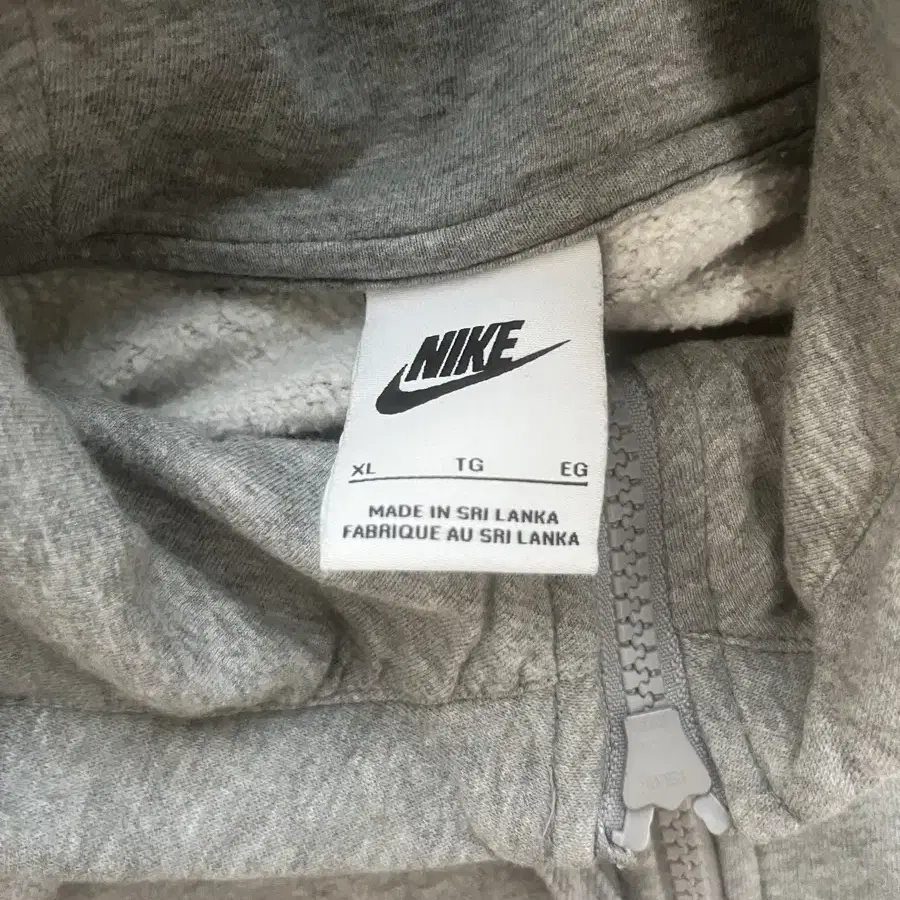 NIKE
XL TG EG
MADE IN SRI LANKA
FABRIQUE AU SRI LANKA